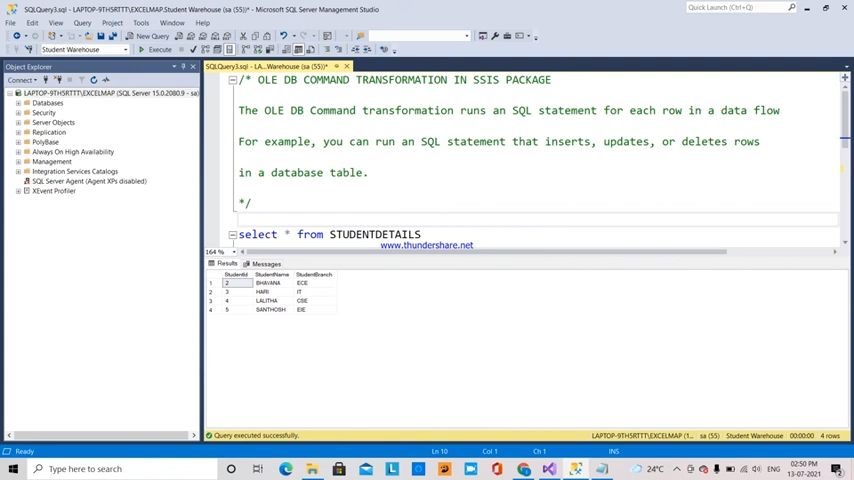 SQLQuery3.sql - LAPTOP-9TH5RTTT\EXCELMAP.Student Warehouse (sa (55))* - Microsoft SQL Server Management Studio
Quick Launch (Ctrl+Q)
File Edit View Query Project Tools Window Help
New Query
Student Warehouse
Execute
Object Explorer
SQLQuery3.sql - LA...Warehouse (sa (55))*
Connect
LAPTOP-9TH5RTTT\EXCELMAP (SQL Server 15.0.2080.9 - sa)
Databases
Security
Server Objects
Replication
PolyBase
Always On High Availability
Management
Integration Services Catalogs
SQL Server Agent (Agent XPs disabled)
XEvent Profiler
/* OLE DB COMMAND TRANSFORMATION IN SSIS PACKAGE
The OLE DB Command transformation runs an SQL statement for each row in a data flow
For example, you can run an SQL statement that inserts, updates, or deletes rows
in a database table.
*/
select * from STUDENTDETAILS
www.thundershare.net
164 %
Results Messages
StudentId StudentName StudentBranch
1 2 BHAVANA ECE
2 3 HARI IT
3 4 LALITHA CSE
4 5 SANTHOSH EIE
Query executed successfully.
LAPTOP-9TH5RTTT\EXCELMAP (1... sa (55) Student Warehouse 00:00:00 4 rows
Ready
Ln 10 Col 1 Ch 1 INS
Type here to search
24°C
ENG
02:50 PM
13-07-2021